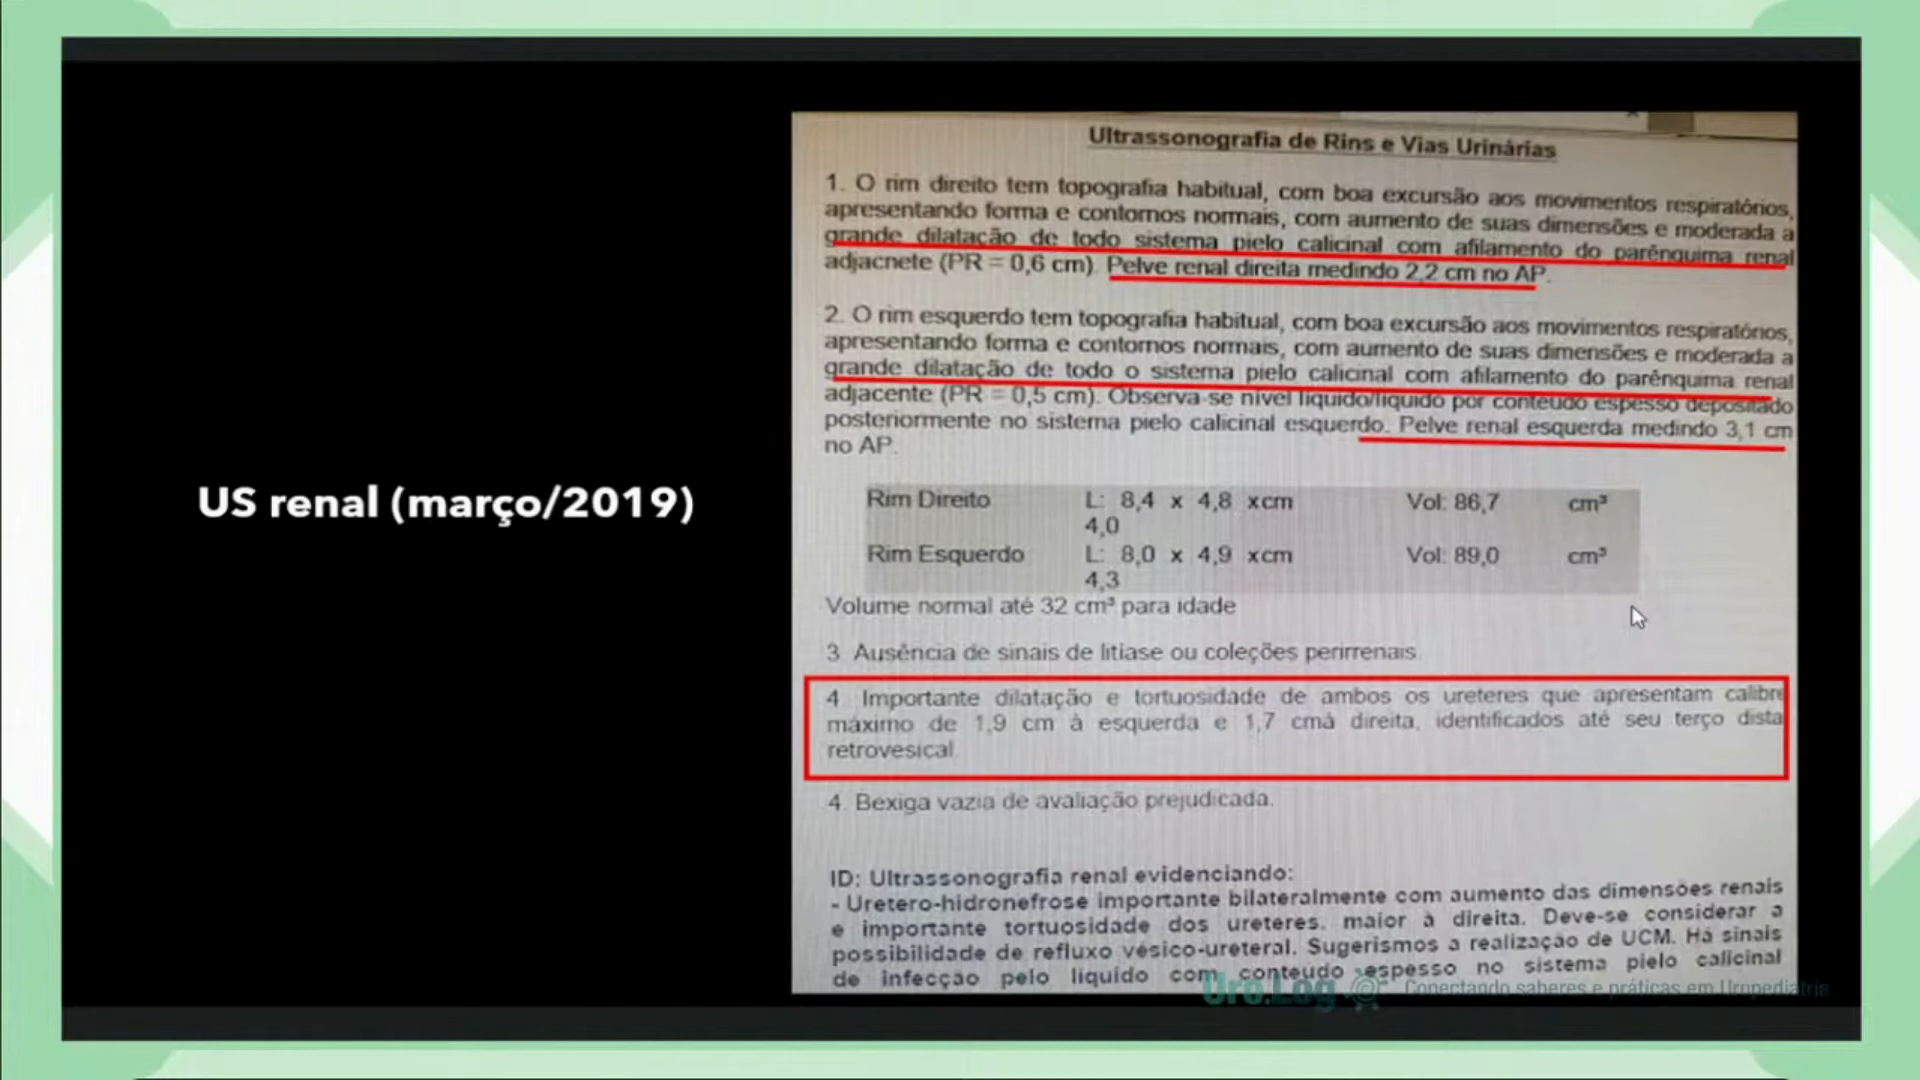 US renal (março/2019)
Ultrassonografia de Rins e Vias Urinárias
1. O rim direito tem topografia habitual, com boa excursão aos movimentos respiratórios,
apresentando forma e contornos normais, com aumento de suas dimensões e moderada a
grande dilatação de todo sistema pielo calicinal com afilamento do parênquima renal
adjacnete (PR = 0,6 cm). Pelve renal direita medindo 2,2 cm no AP.
2. O rim esquerdo tem topografia habitual, com boa excursão aos movimentos respiratórios,
apresentando forma e contornos normais, com aumento de suas dimensões e moderada a
grande dilatação de todo o sistema pielo calicinal com afilamento do parênquima renal
adjacente (PR = 0,5 cm). Observa-se nível líquido/líquido por conteúdo espesso depositado
posteriormente no sistema pielo calicinal esquerdo. Pelve renal esquerda medindo 3,1 cm
no AP.
Rim Direito L: 8,4 x 4,8 xcm Vol: 86,7 cm³
4,0
Rim Esquerdo L: 8,0 x 4,9 xcm Vol: 89,0 cm³
4,3
Volume normal até 32 cm³ para idade
3 Ausência de sinais de litíase ou coleções perirrenais
4 Importante dilatação e tortuosidade de ambos os ureteres que apresentam calibre
máximo de 1,9 cm à esquerda e 1,7 cmà direita, identificados até seu terço dista
retrovesical.
4. Bexiga vazia de avaliação prejudicada.
ID: Ultrassonografia renal evidenciando:
- Uretero-hidronefrose importante bilateralmente com aumento das dimensões renais
e importante tortuosidade dos ureteres, maior à direita. Deve-se considerar a
possibilidade de refluxo vésico-ureteral. Sugerismos a realização de UCM. Há sinais
de infecção pelo líquido com conteúdo espesso no sistema pielo calicinal
Uro.Log Conectando saberes e práticas em Uropediatria